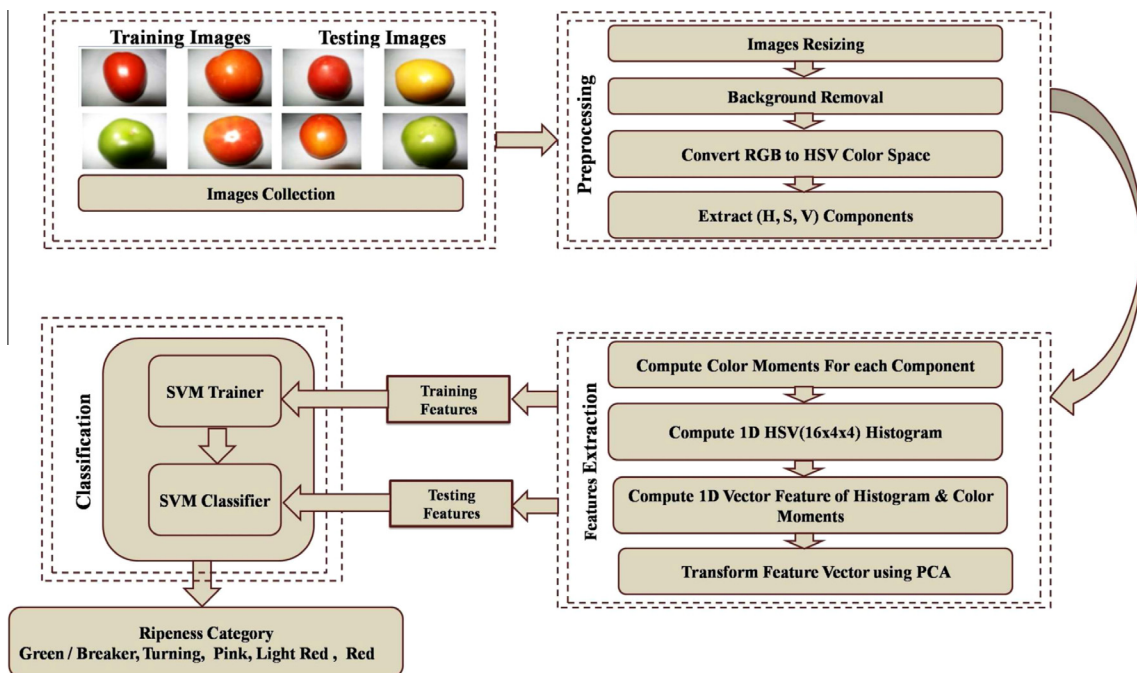 Training Images
Testing Images
Images Collection
Preprocessing
Images Resizing
Background Removal
Convert RGB to HSV Color Space
Extract (H, S, V) Components
Features Extraction
Compute Color Moments For each Component
Compute 1D HSV(16x4x4) Histogram
Compute 1D Vector Feature of Histogram & Color
Moments
Transform Feature Vector using PCA
Training
Features
Testing
Features
Classification
SVM Trainer
SVM Classifier
Ripeness Category
Green / Breaker, Turning, Pink, Light Red , Red